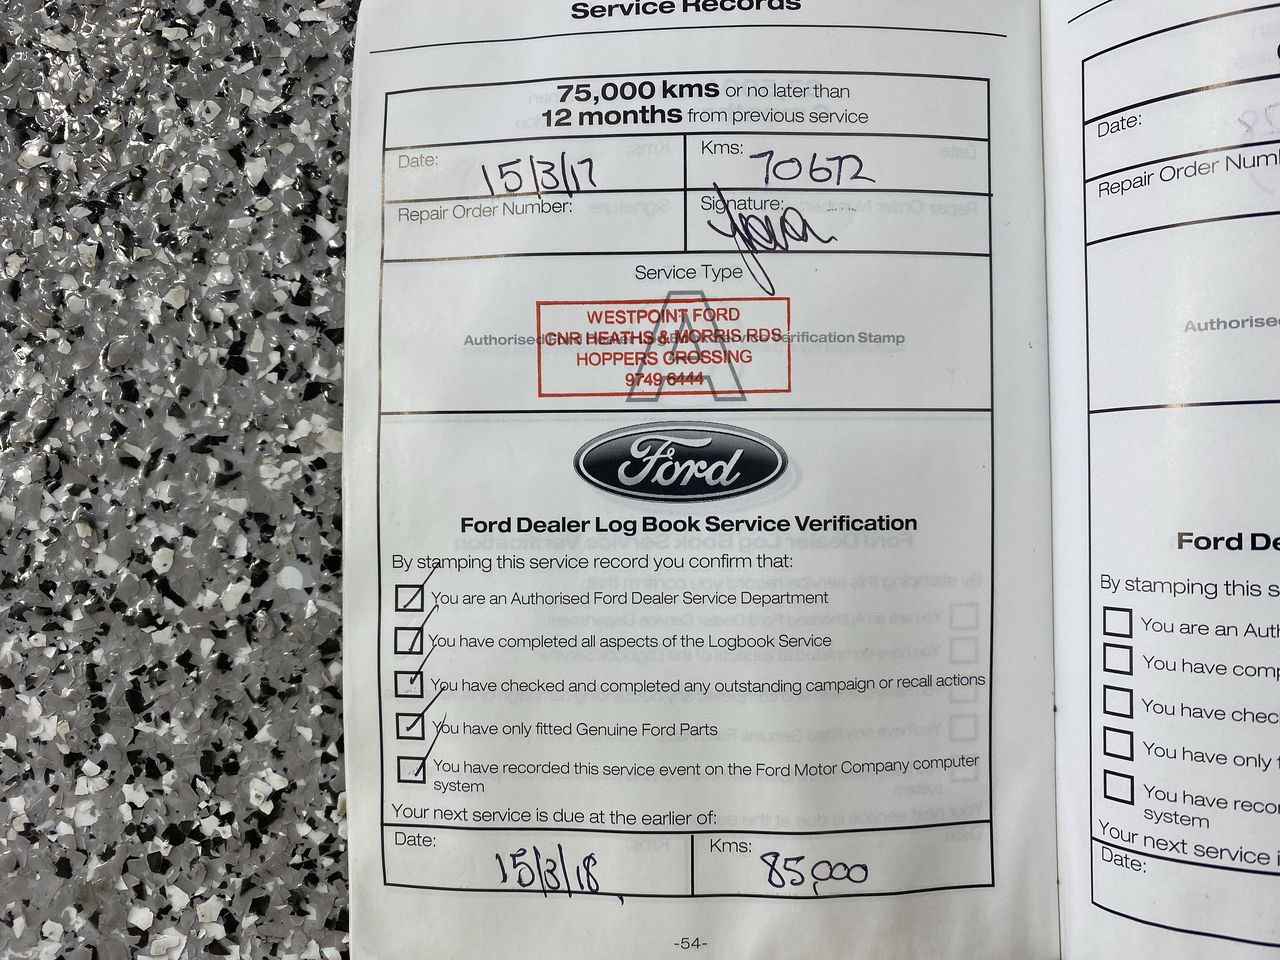 Service Records
75,000 kms or no later than
12 months from previous service
Date: 15/3/17
Kms: 70672
Repair Order Number:
Signature:
Service Type
A
Authorised Verification Stamp
WESTPOINT FORD
CNR HEATHS & MORRIS RDS
HOPPERS CROSSING
9749 6444
Ford
Ford Dealer Log Book Service Verification
By stamping this service record you confirm that:
You are an Authorised Ford Dealer Service Department
You have completed all aspects of the Logbook Service
You have checked and completed any outstanding campaign or recall actions
You have only fitted Genuine Ford Parts
You have recorded this service event on the Ford Motor Company computer
system
Your next service is due at the earlier of:
Date: 15/3/18
Kms: 85,000
-54-
Date:
Repair Order Num
Authorise
Ford De
By stamping this s
You are an Auth
You have comp
You have chec
You have only f
You have reco
system
Your next service i
Date: